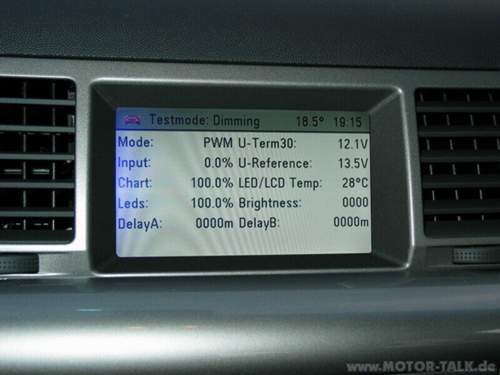 Testmode: Dimming 18.5° 19:15
Mode: PWM U-Term30: 12.1V
Input: 0.0% U-Reference: 13.5V
Chart: 100.0% LED/LCD Temp: 28°C
Leds: 100.0% Brightness: 0000
DelayA: 0000m DelayB: 0000m
www.MOTOR-TALK.de